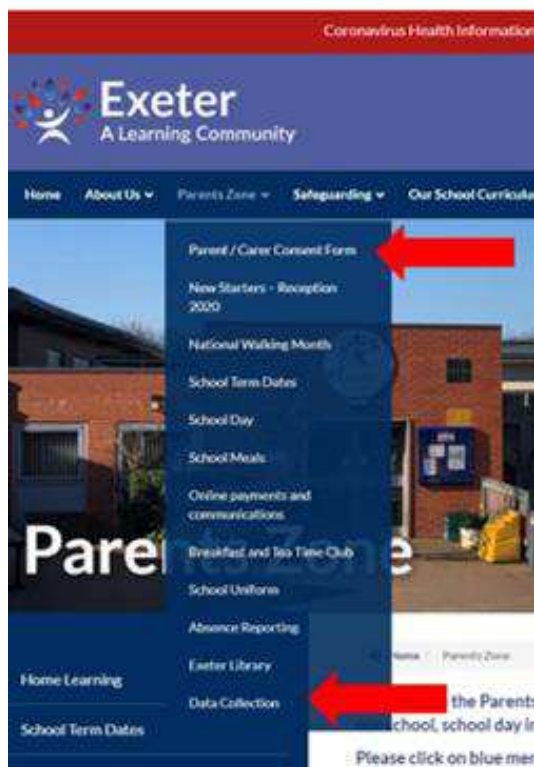 Coronavirus Health Information
Exeter
A Learning Community
Home About Us Parents Zone Safeguarding Our School
Parent / Carer Consent Form
New Starters - Reception
2020
National Walking Month
School Term Dates
School Day
School Meals
Online payments and
communications
Breakfast and Tea Time Club
School Uniform
Absence Reporting
Exeter Library
Data Collection
Parents Zone
Home / Parents Zone
Home Learning
School Term Dates
the Parents
school, school day in
Please click on blue